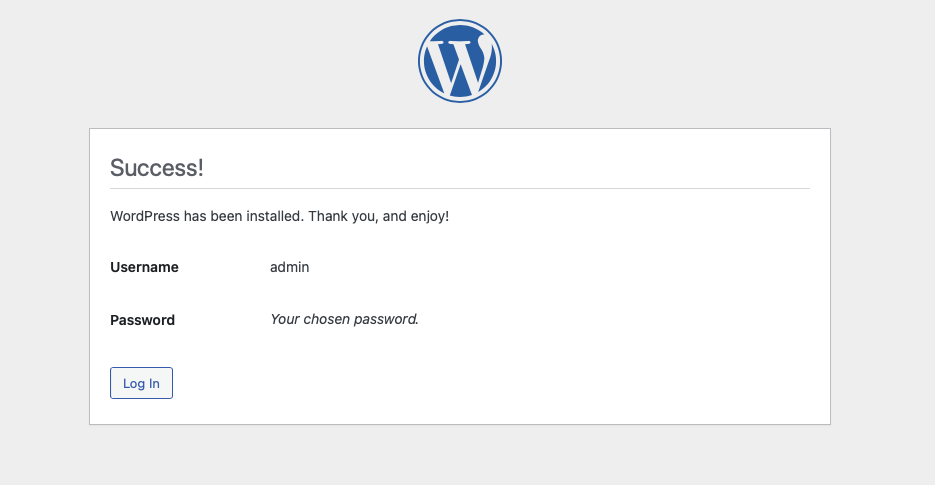 Success!
WordPress has been installed. Thank you, and enjoy!
Username admin
Password Your chosen password.
Log In